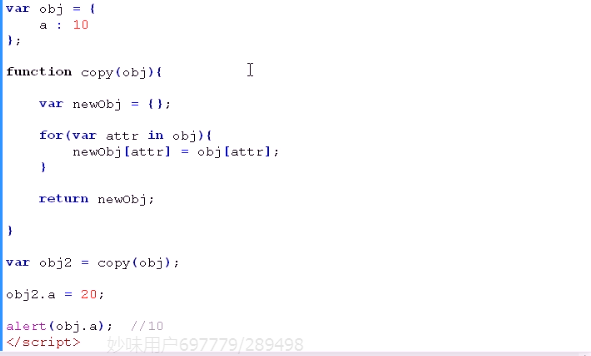 var obj = {
    a : 10
};
function copy(obj){
    var newObj = {};
    for(var attr in obj){
        newObj[attr] = obj[attr];
    }
    return newObj;
}
var obj2 = copy(obj);
obj2.a = 20;
alert(obj.a);  //10
</script>
妙味用户697779/289498